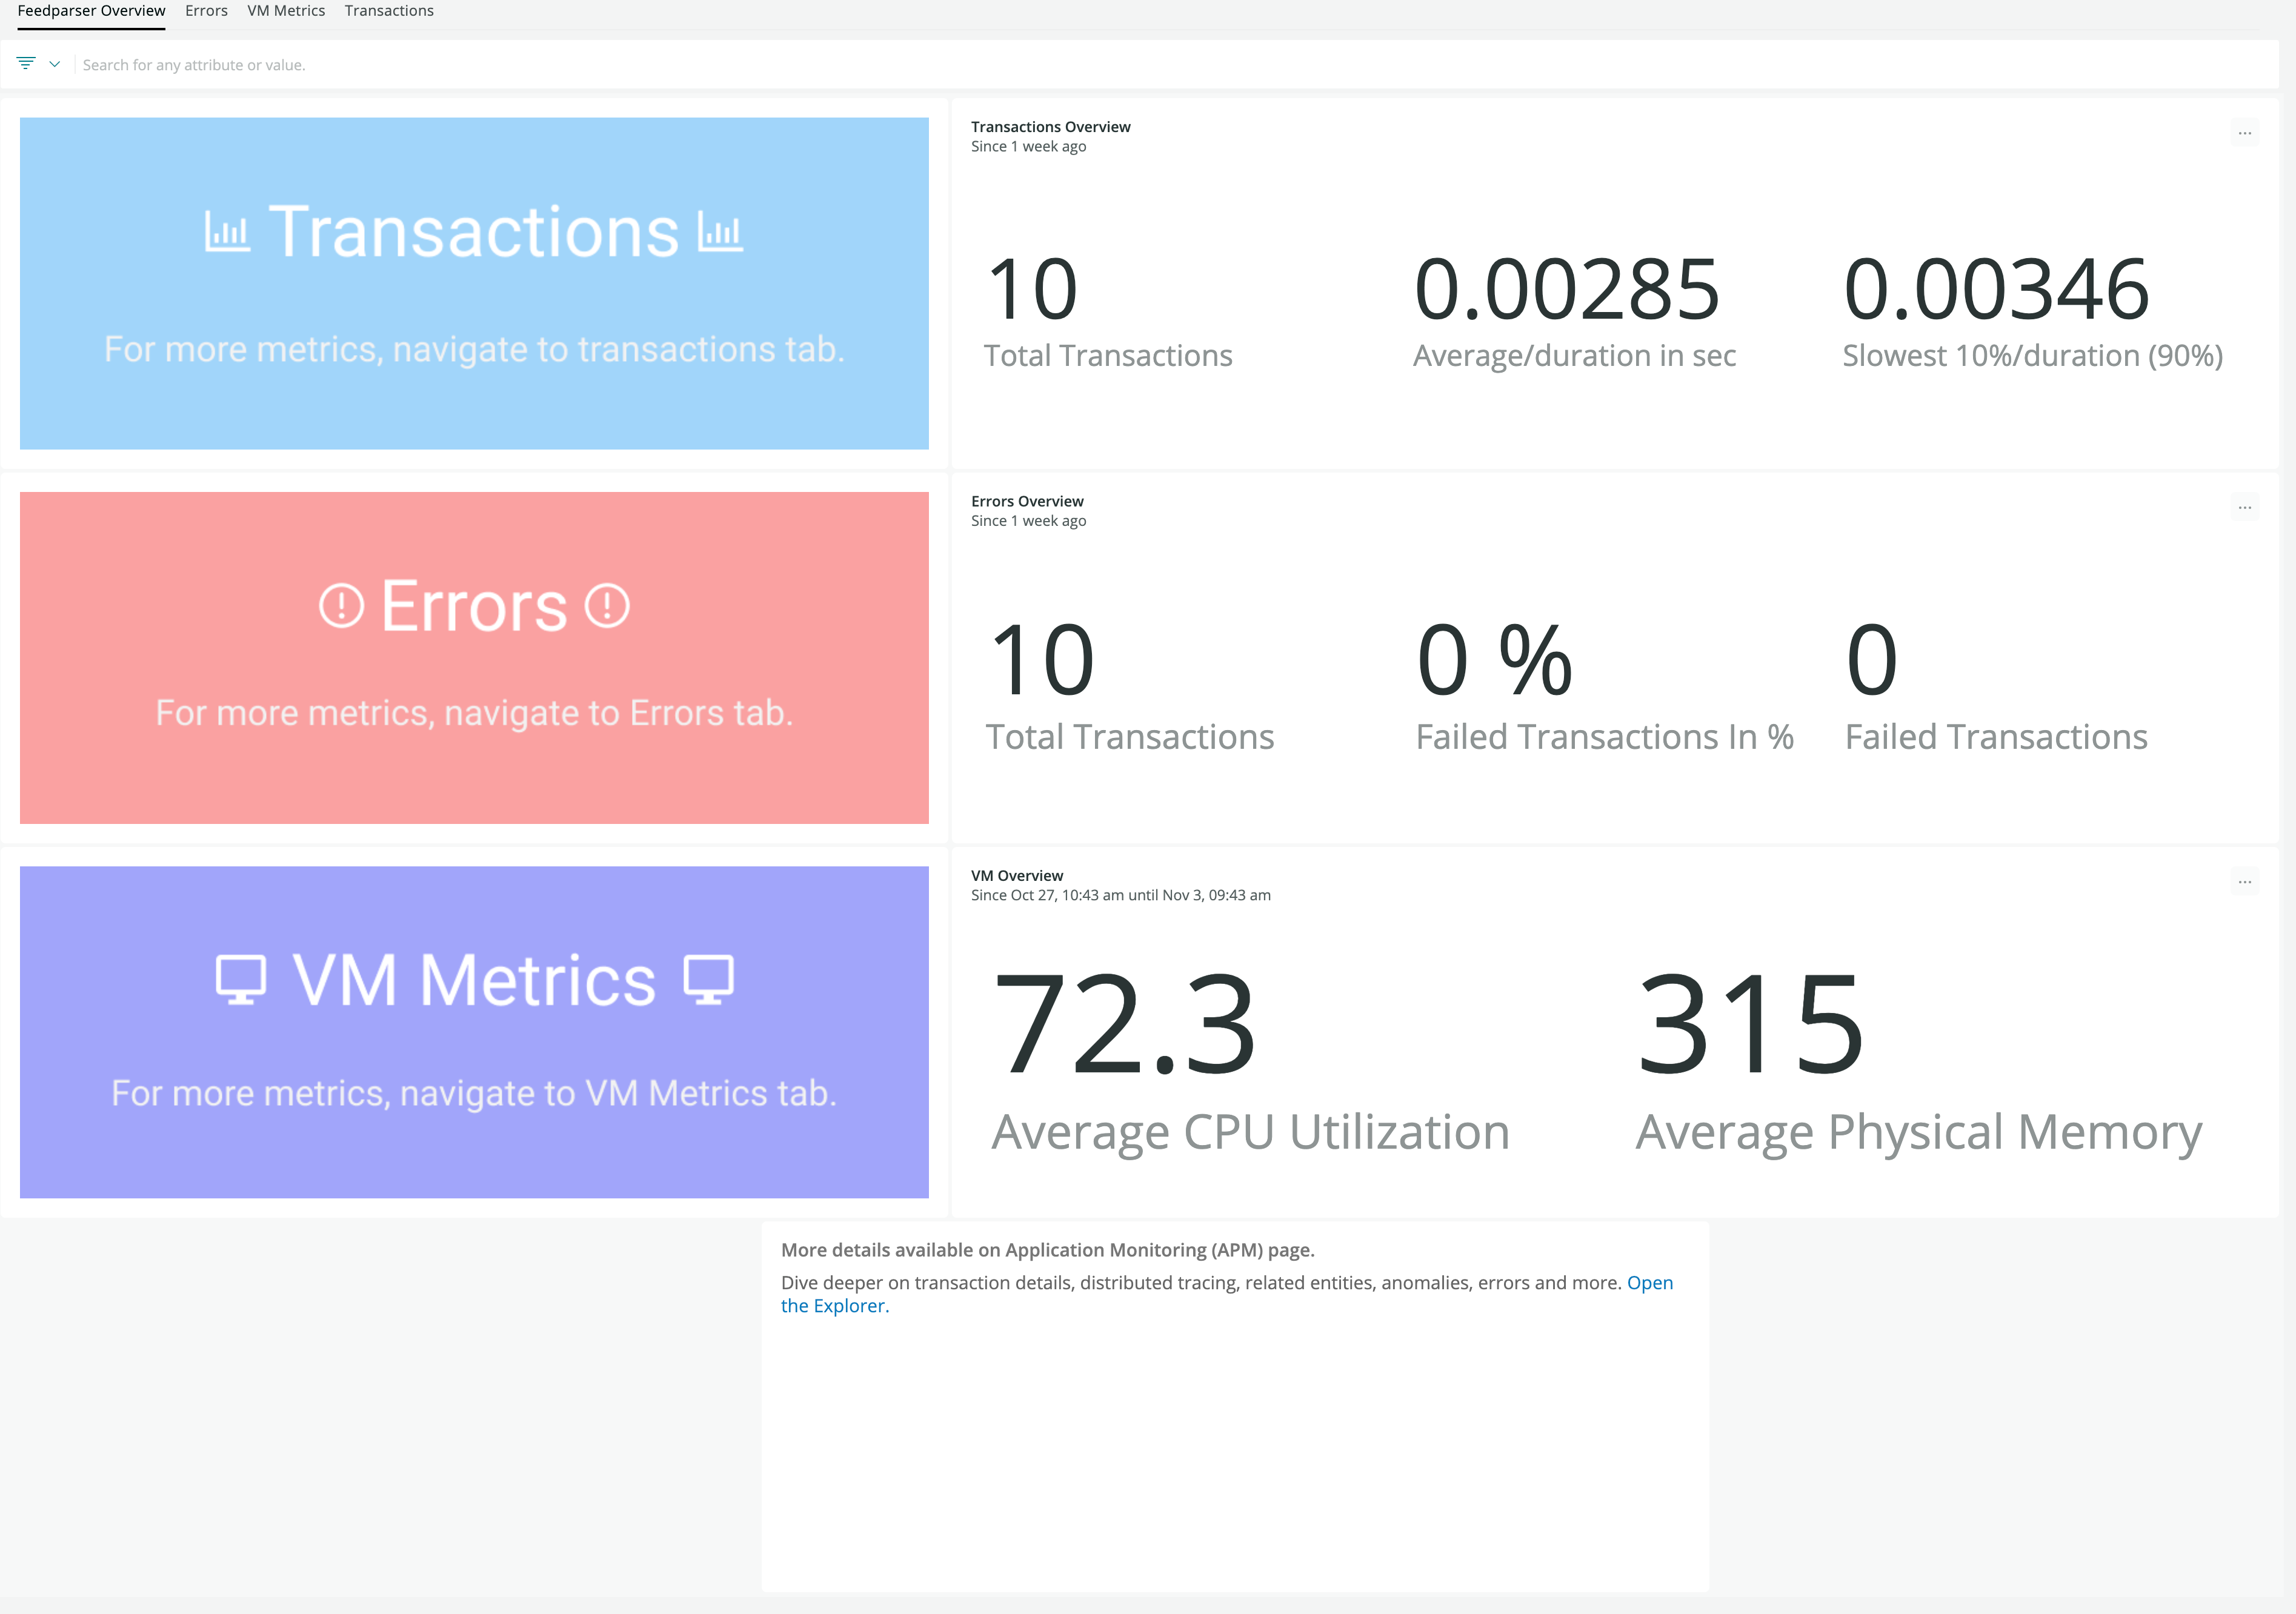 Feedparser Overview Errors VM Metrics Transactions
Search for any attribute or value.
Transactions
For more metrics, navigate to transactions tab.
Transactions Overview
Since 1 week ago
...
10 0.00285 0.00346
Total Transactions Average/duration in sec Slowest 10%/duration (90%)
Errors
For more metrics, navigate to Errors tab.
Errors Overview
Since 1 week ago
...
10 0 % 0
Total Transactions Failed Transactions In % Failed Transactions
VM Metrics
For more metrics, navigate to VM Metrics tab.
VM Overview
Since Oct 27, 10:43 am until Nov 3, 09:43 am
...
72.3 315
Average CPU Utilization Average Physical Memory
More details available on Application Monitoring (APM) page.
Dive deeper on transaction details, distributed tracing, related entities, anomalies, errors and more. Open
the Explorer.